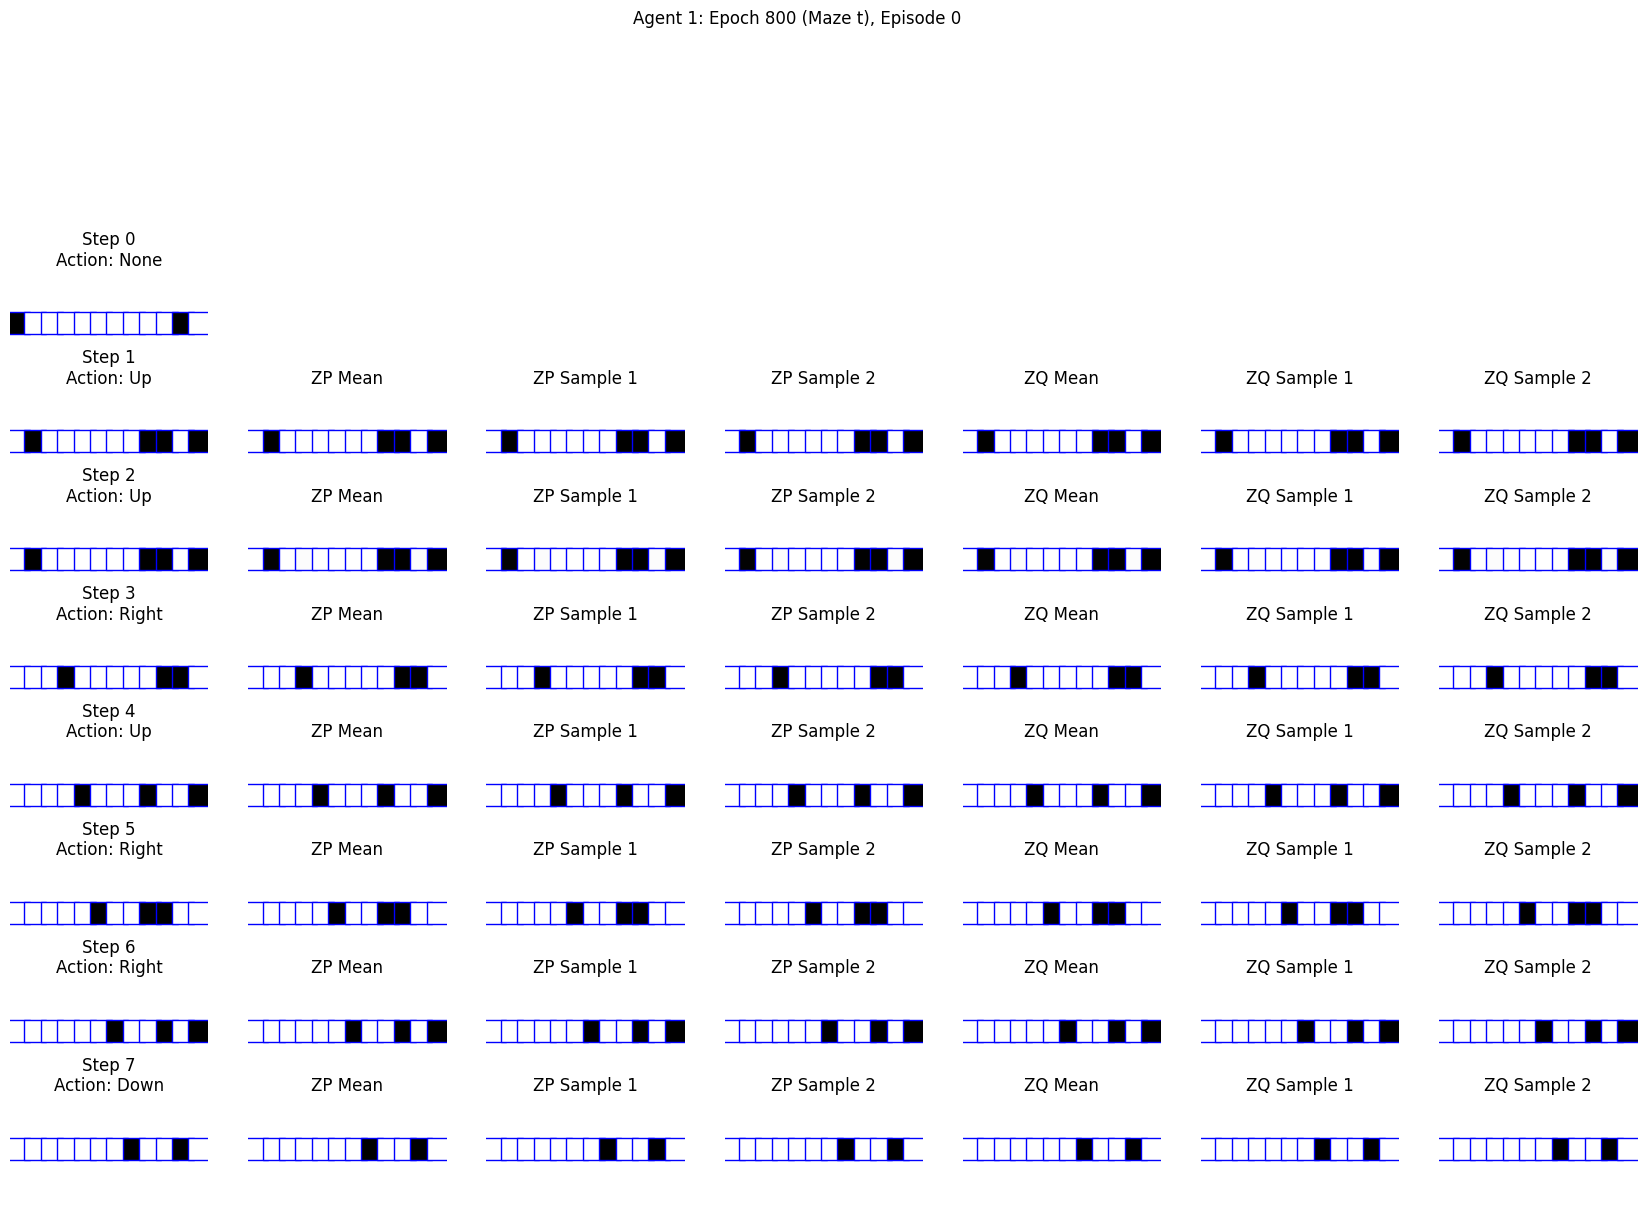 Agent 1: Epoch 800 (Maze t), Episode 0
Step 0
Action: None
Step 1
Action: Up
ZP Mean
ZP Sample 1
ZP Sample 2
ZQ Mean
ZQ Sample 1
ZQ Sample 2
Step 2
Action: Up
ZP Mean
ZP Sample 1
ZP Sample 2
ZQ Mean
ZQ Sample 1
ZQ Sample 2
Step 3
Action: Right
ZP Mean
ZP Sample 1
ZP Sample 2
ZQ Mean
ZQ Sample 1
ZQ Sample 2
Step 4
Action: Up
ZP Mean
ZP Sample 1
ZP Sample 2
ZQ Mean
ZQ Sample 1
ZQ Sample 2
Step 5
Action: Right
ZP Mean
ZP Sample 1
ZP Sample 2
ZQ Mean
ZQ Sample 1
ZQ Sample 2
Step 6
Action: Right
ZP Mean
ZP Sample 1
ZP Sample 2
ZQ Mean
ZQ Sample 1
ZQ Sample 2
Step 7
Action: Down
ZP Mean
ZP Sample 1
ZP Sample 2
ZQ Mean
ZQ Sample 1
ZQ Sample 2